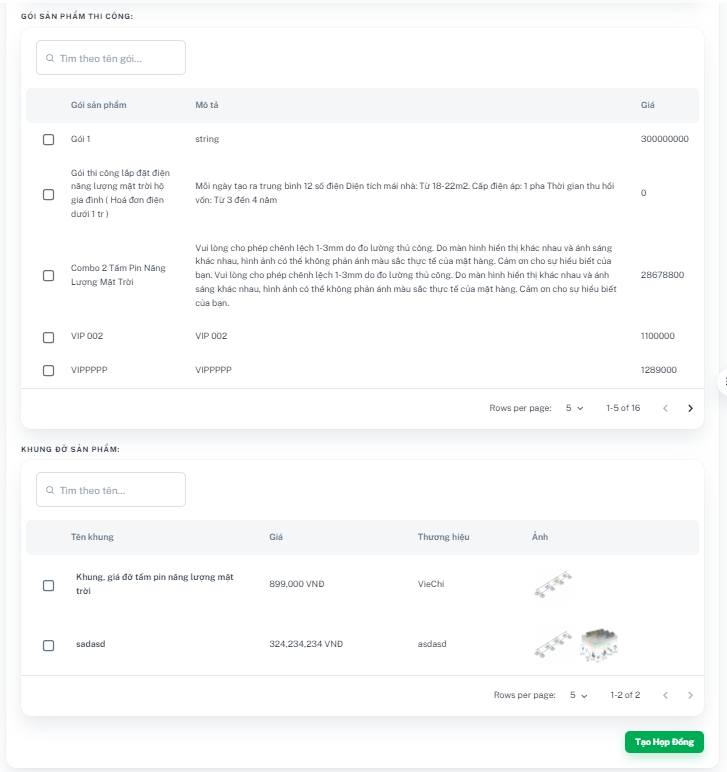 GÓI SẢN PHẨM THI CÔNG:
Tìm theo tên gói...
Gói sản phẩm Mô tả Giá
Gói 1 string 300000000
Gói thi công lắp đặt điện
năng lượng mặt trời hộ
gia đình ( Hoá đơn điện
dưới 1 tr )
Mỗi ngày tạo ra trung bình 12 số điện Diện tích mái nhà: Từ 18-22m2. Cấp điện áp: 1 pha Thời gian thu hồi
vốn: Từ 3 đến 4 năm
0
Combo 2 Tấm Pin Năng
Lượng Mặt Trời
Vui lòng cho phép chênh lệch 1-3mm do đo lường thủ công. Do màn hình hiển thị khác nhau và ánh sáng
khác nhau, hình ảnh có thể không phản ánh màu sắc thực tế của mặt hàng. Cảm ơn cho sự hiểu biết của
bạn. Vui lòng cho phép chênh lệch 1-3mm do đo lường thủ công. Do màn hình hiển thị khác nhau và ánh
sáng khác nhau, hình ảnh có thể không phản ánh màu sắc thực tế của mặt hàng. Cảm ơn cho sự hiểu biết
của bạn.
28678800
VIP 002 VIP 002 1100000
VIPPPPP VIPPPPP 1289000
Rows per page: 5 1-5 of 16
KHUNG ĐỠ SẢN PHẨM:
Tìm theo tên...
Tên khung Giá Thương hiệu Ảnh
Khung, giá đỡ tấm pin năng lượng mặt
trời
899,000 VNĐ VieChi
sadasd 324,234,234 VNĐ asdasd
Rows per page: 5 1-2 of 2
Tạo Hợp Đồng